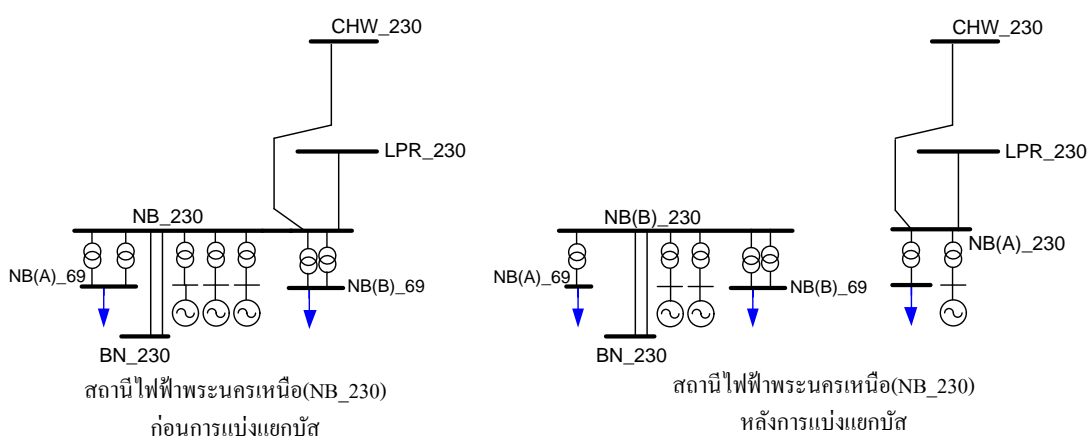 CHW_230
LPR_230
NB_230
NB(A)_69
NB(B)_69
BN_230
สถานีไฟฟ้าพระนครเหนือ(NB_230)
ก่อนการแบ่งแยกบัส
CHW_230
LPR_230
NB(B)_230
NB(A)_230
NB(A)_69
NB(B)_69
BN_230
สถานีไฟฟ้าพระนครเหนือ(NB_230)
หลังการแบ่งแยกบัส